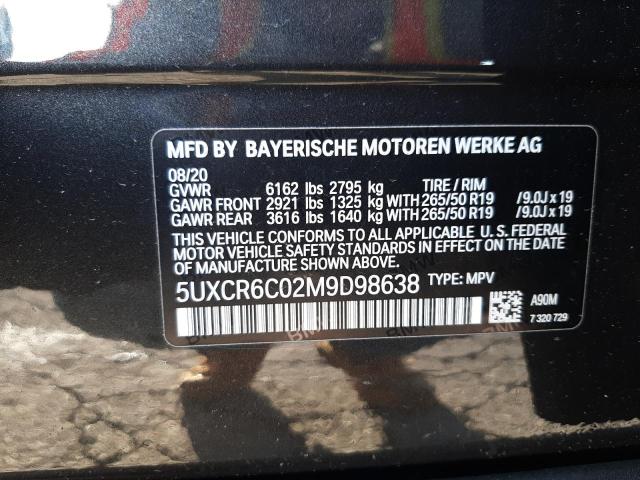 MFD BY BAYERISCHE MOTOREN WERKE AG
08/20
GVWR 6162 lbs 2795 kg TIRE / RIM
GAWR FRONT 2921 lbs 1325 kg WITH 265/50 R19 /9.0J x 19
GAWR REAR 3616 lbs 1640 kg WITH 265/50 R19 /9.0J x 19
THIS VEHICLE CONFORMS TO ALL APPLICABLE U. S. FEDERAL
MOTOR VEHICLE SAFETY STANDARDS IN EFFECT ON THE DATE
OF MANUFACTURE.
5UXCR6C02M9D98638 TYPE: MPV
A90M
7 320 729